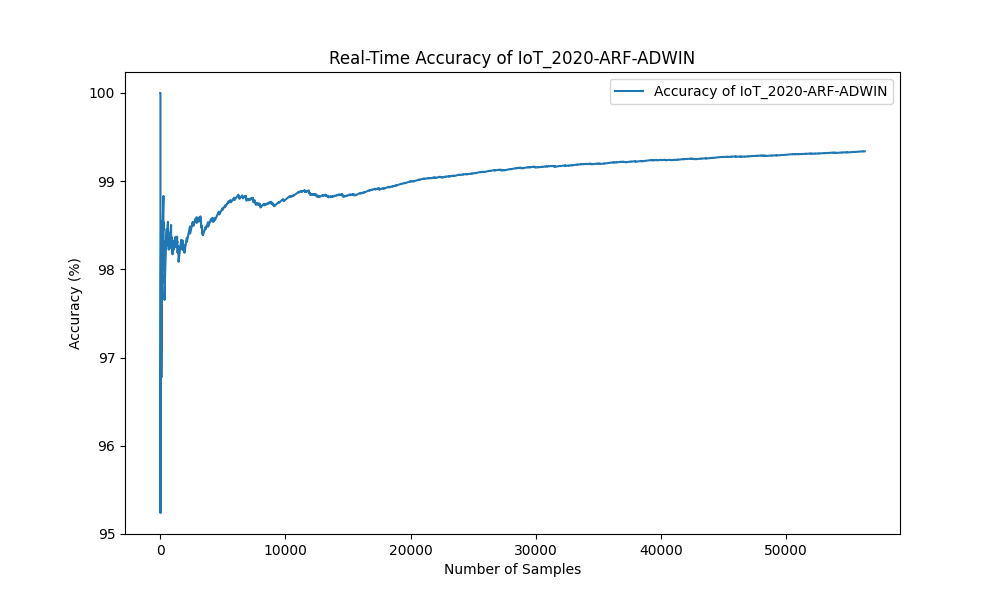 Real-Time Accuracy of IoT_2020-ARF-ADWIN
Accuracy of IoT_2020-ARF-ADWIN
100
99
98
97
96
95
Accuracy (%)
0 10000 20000 30000 40000 50000
Number of Samples